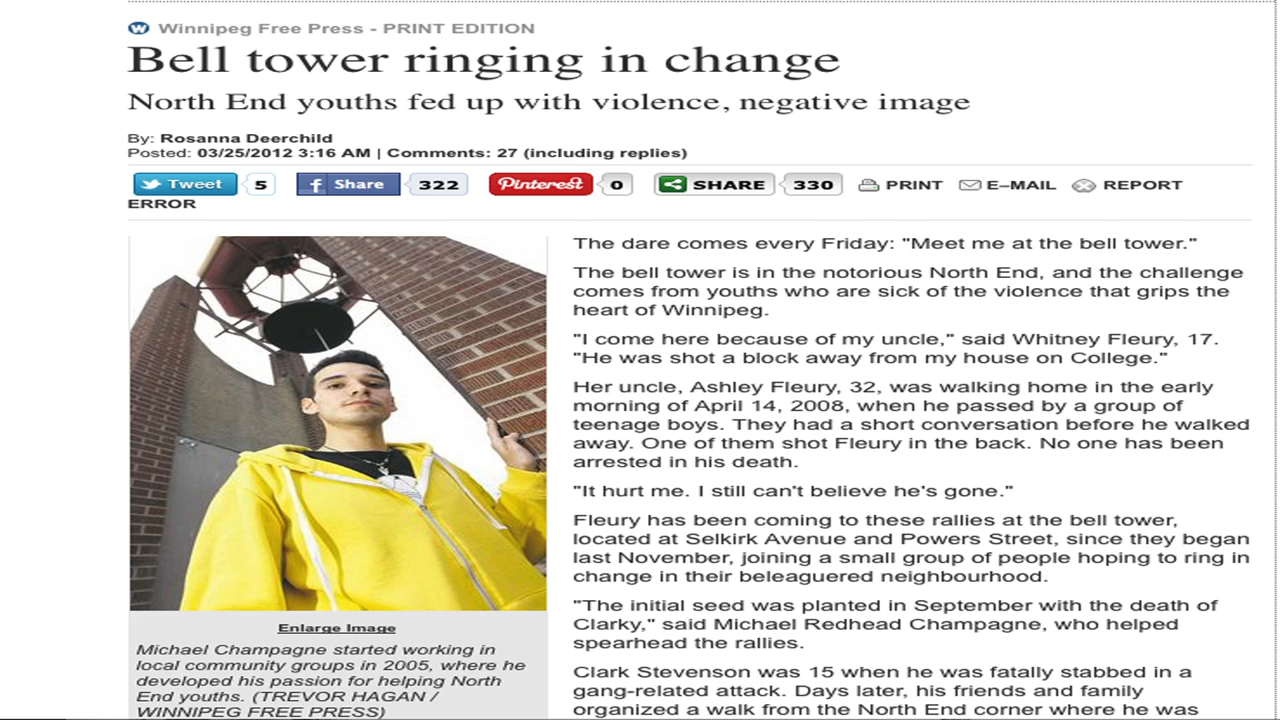 Winnipeg Free Press - PRINT EDITION
Bell tower ringing in change
North End youths fed up with violence, negative image
By: Rosanna Deerchild
Posted: 03/25/2012 3:16 AM | Comments: 27 (including replies)
Tweet 5 Share 322 Pinterest 0 SHARE 330 PRINT E–MAIL REPORT
ERROR
The dare comes every Friday: "Meet me at the bell tower."
The bell tower is in the notorious North End, and the challenge
comes from youths who are sick of the violence that grips the
heart of Winnipeg.
"I come here because of my uncle," said Whitney Fleury, 17.
"He was shot a block away from my house on College."
Her uncle, Ashley Fleury, 32, was walking home in the early
morning of April 14, 2008, when he passed by a group of
teenage boys. They had a short conversation before he walked
away. One of them shot Fleury in the back. No one has been
arrested in his death.
"It hurt me. I still can't believe he's gone."
Fleury has been coming to these rallies at the bell tower,
located at Selkirk Avenue and Powers Street, since they began
last November, joining a small group of people hoping to ring in
change in their beleaguered neighbourhood.
"The initial seed was planted in September with the death of
Clarky," said Michael Redhead Champagne, who helped
spearhead the rallies.
Clark Stevenson was 15 when he was fatally stabbed in a
gang-related attack. Days later, his friends and family
organized a walk from the North End corner where he was
Enlarge Image
Michael Champagne started working in
local community groups in 2005, where he
developed his passion for helping North
End youths. (TREVOR HAGAN /
WINNIPEG FREE PRESS)